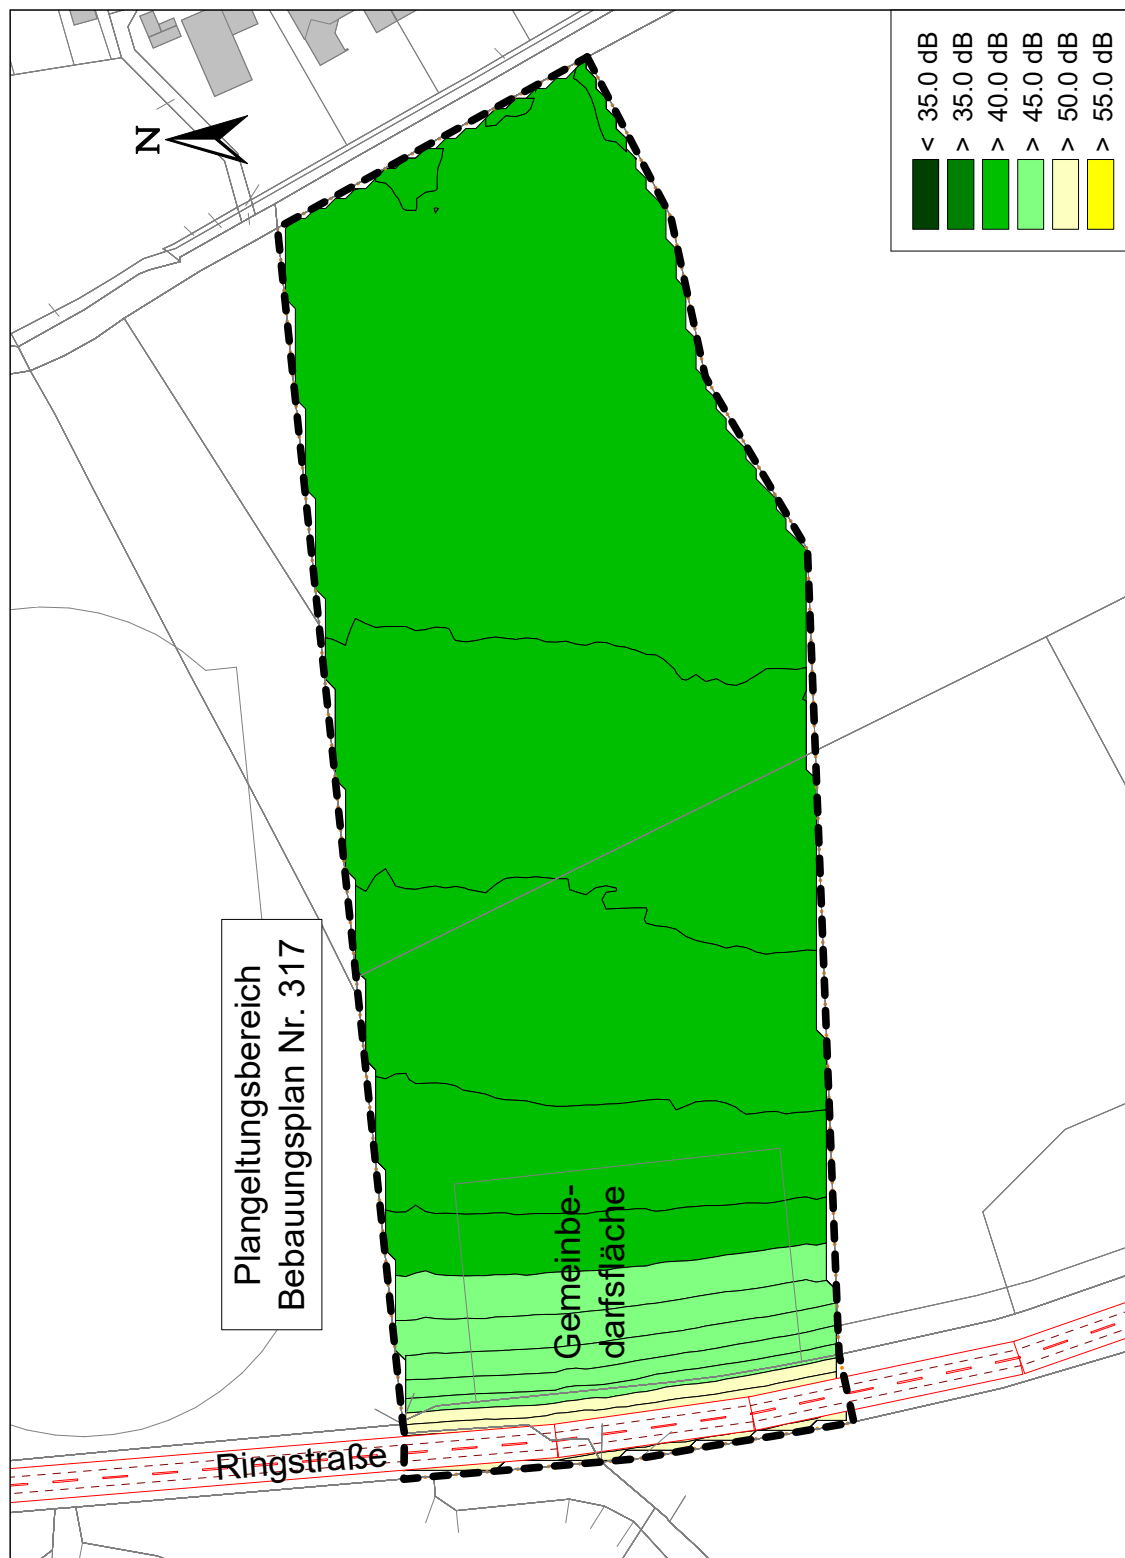 N
< 35.0 dB
> 35.0 dB
> 40.0 dB
> 45.0 dB
> 50.0 dB
> 55.0 dB
Plangeltungsbereich
Bebauungsplan Nr. 317
Gemeinbe-
darfsfläche
Ringstraße